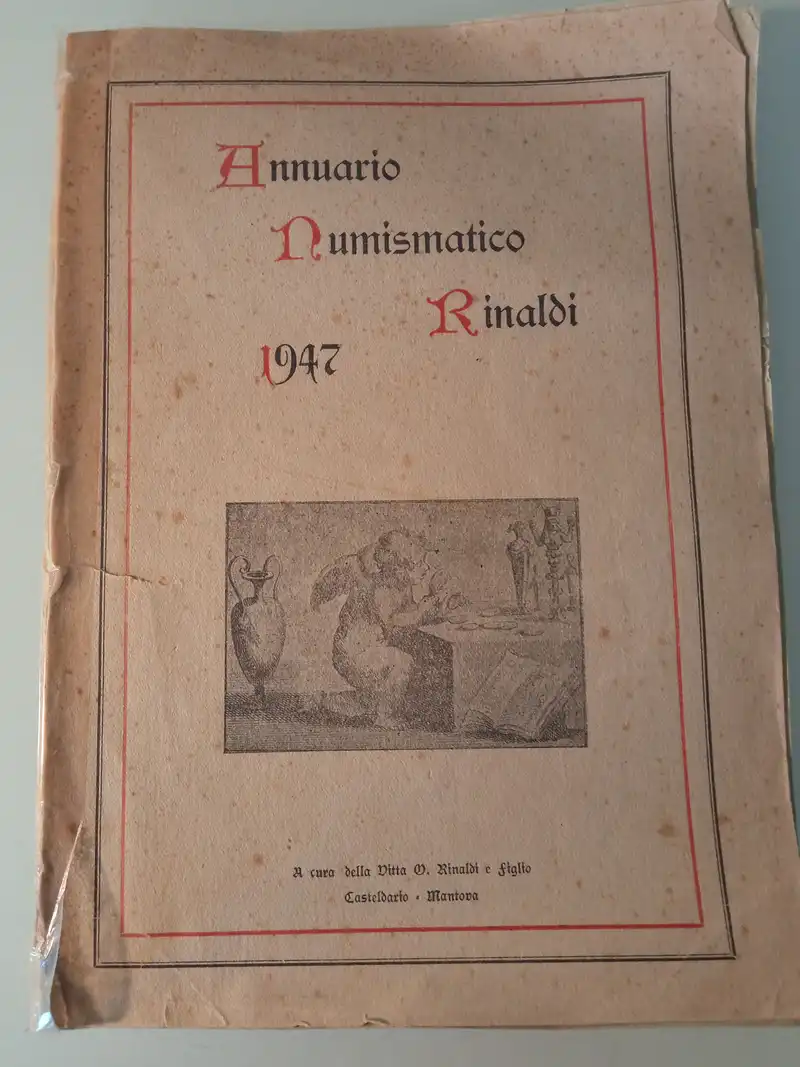 Annuario
Numismatico
Rinaldi
1947
A cura della Ditta O. Rinaldi e Figlio
Casteldario - Mantova